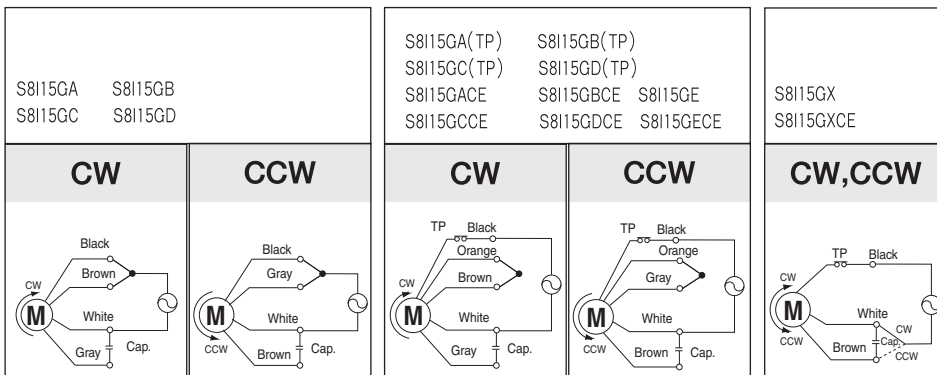 S8I15GA S8I15GB
S8I15GC S8I15GD
CW CCW
Black
Brown
CW
M
White
Gray Cap.
Black
Gray
M
White
CCW
Brown Cap.
S8I15GA(TP) S8I15GB(TP)
S8I15GC(TP) S8I15GD(TP)
S8I15GACE S8I15GBCE S8I15GE
S8I15GCCE S8I15GDCE S8I15GECE
CW CCW
TP Black
Orange
Brown
CW
M
White
Gray Cap.
TP Black
Orange
Gray
M
White
CCW
Brown Cap.
S8I15GX
S8I15GXCE
CW,CCW
TP Black
CW
M
White
CW
CCW
Brown Cap.
CCW